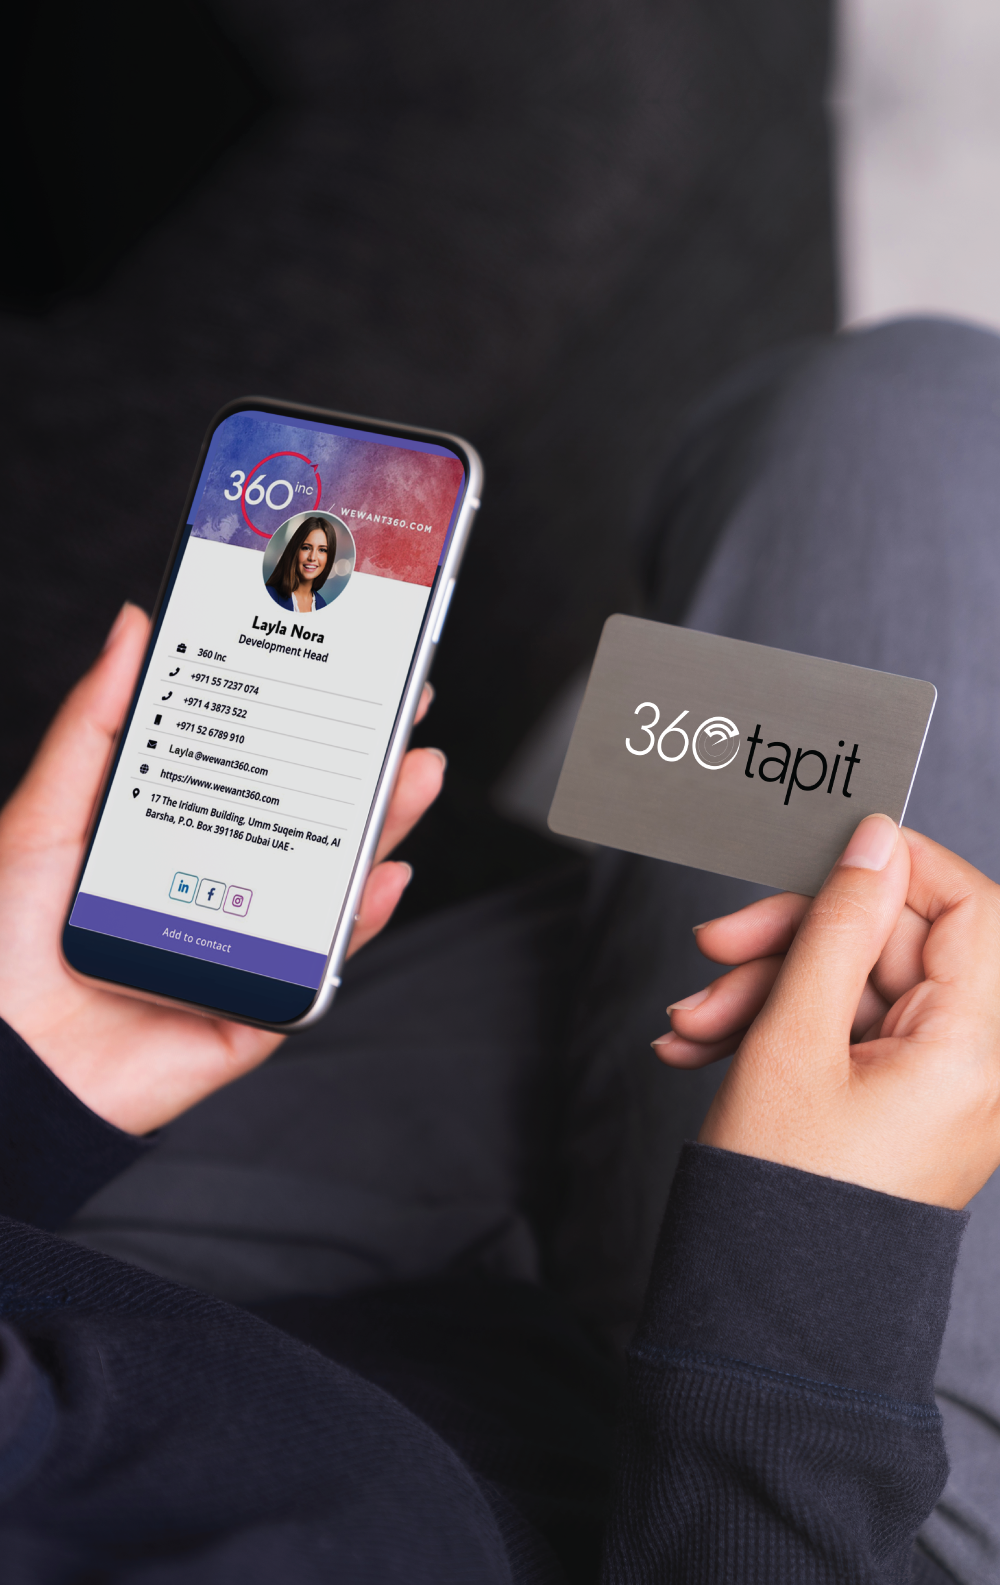 360 inc
/ WEWANT360.COM
Layla Nora
Development Head
360 Inc
+971 55 7237 074
+971 4 3873 522
+971 52 6789 910
Layla @wewant360.com
https://www.wewant360.com
17 The Iridium Building, Umm Suqeim Road, Al
Barsha, P.O. Box 391186 Dubai UAE -
in f
Add to contact
360 tapit